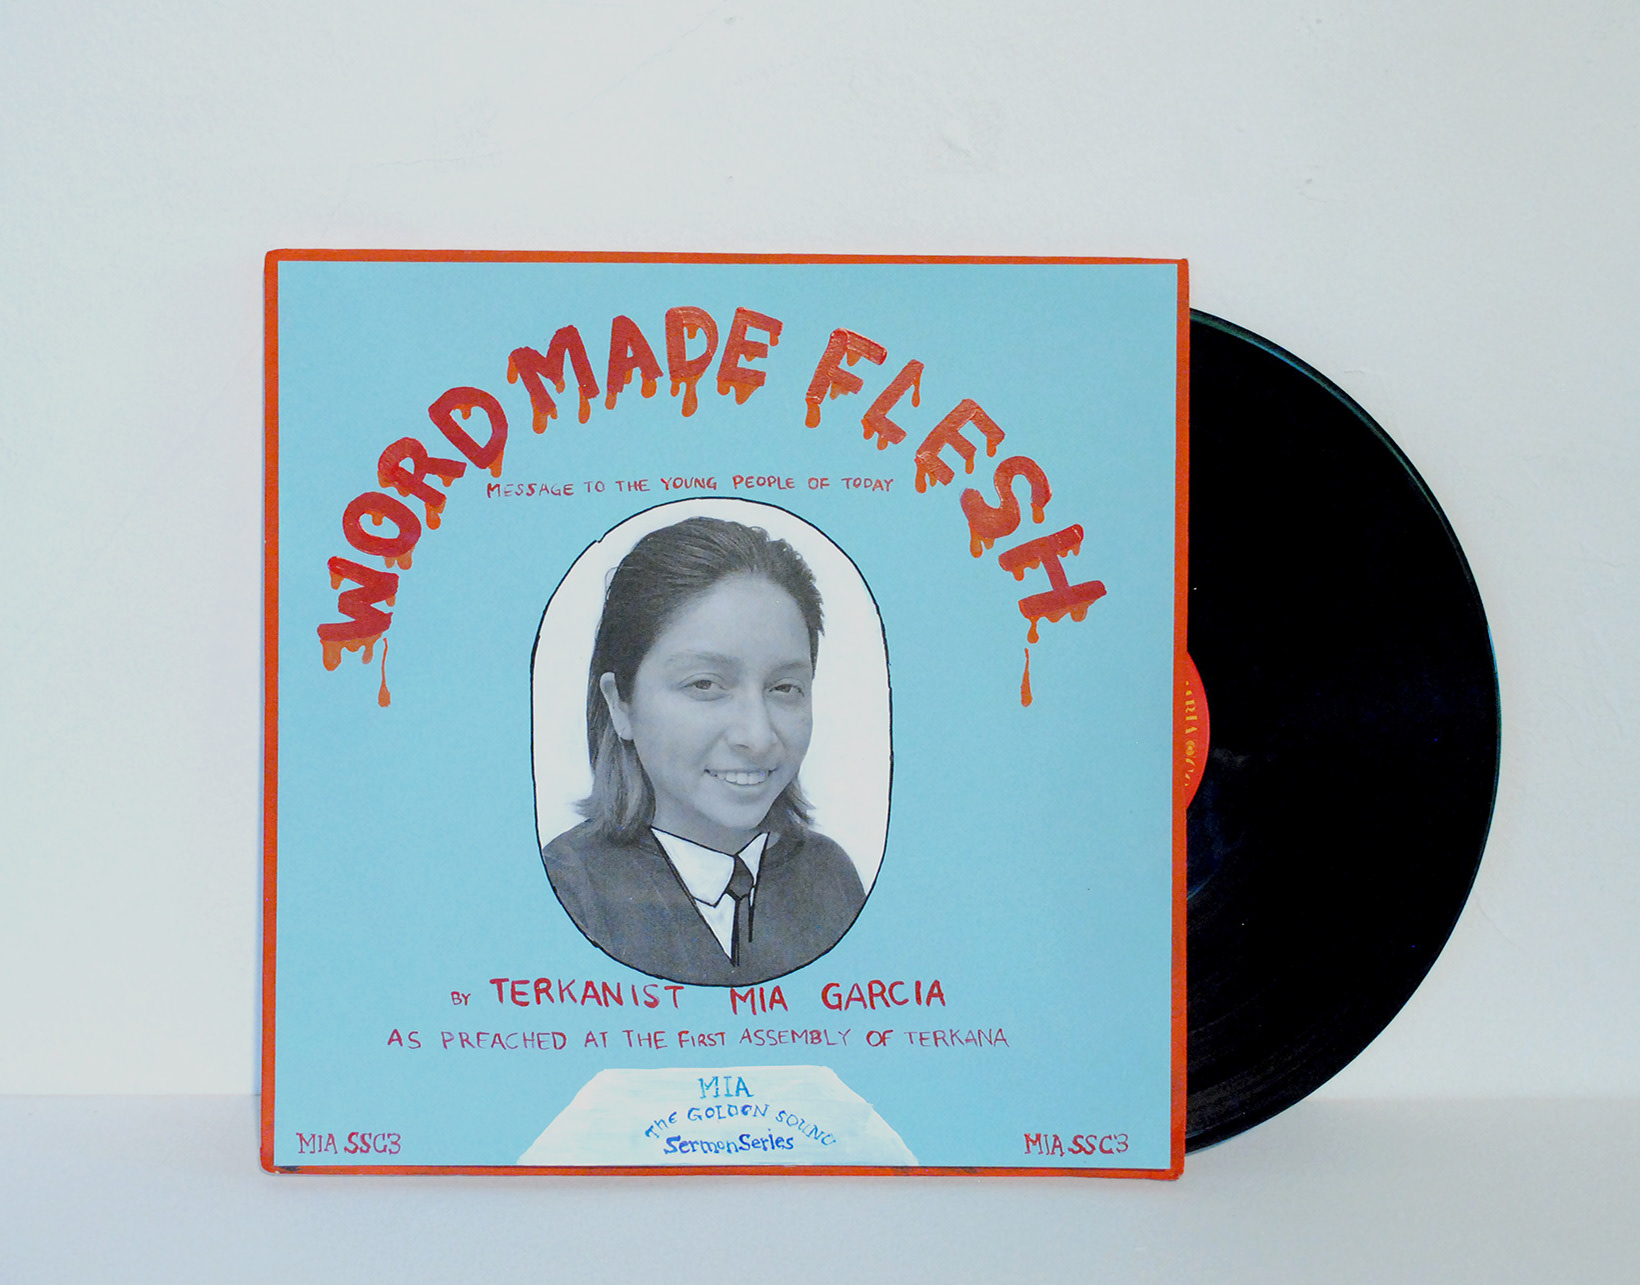 WORD MADE FLESH
MESSAGE TO THE YOUNG PEOPLE OF TODAY
BY TERKANIST MIA GARCIA
AS PREACHED AT THE FIRST ASSEMBLY OF TERKANA
MIA
THE GOLDEN SOUND
Sermon Series
MIA SSC3
MIA SSC3